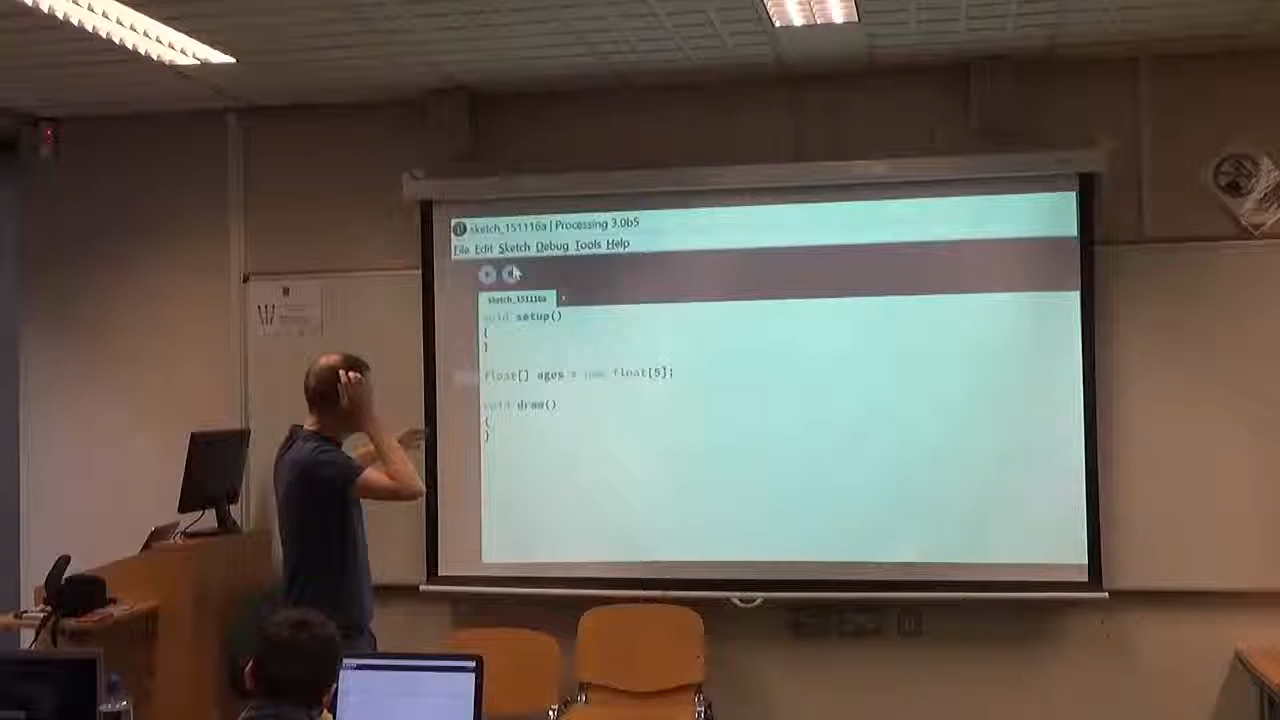 sketch_151116a | Processing 3.0b5
File Edit Sketch Debug Tools Help
sketch_151116a
void setup()
{
}
float[] ages = new float[5];
void draw()
{
}